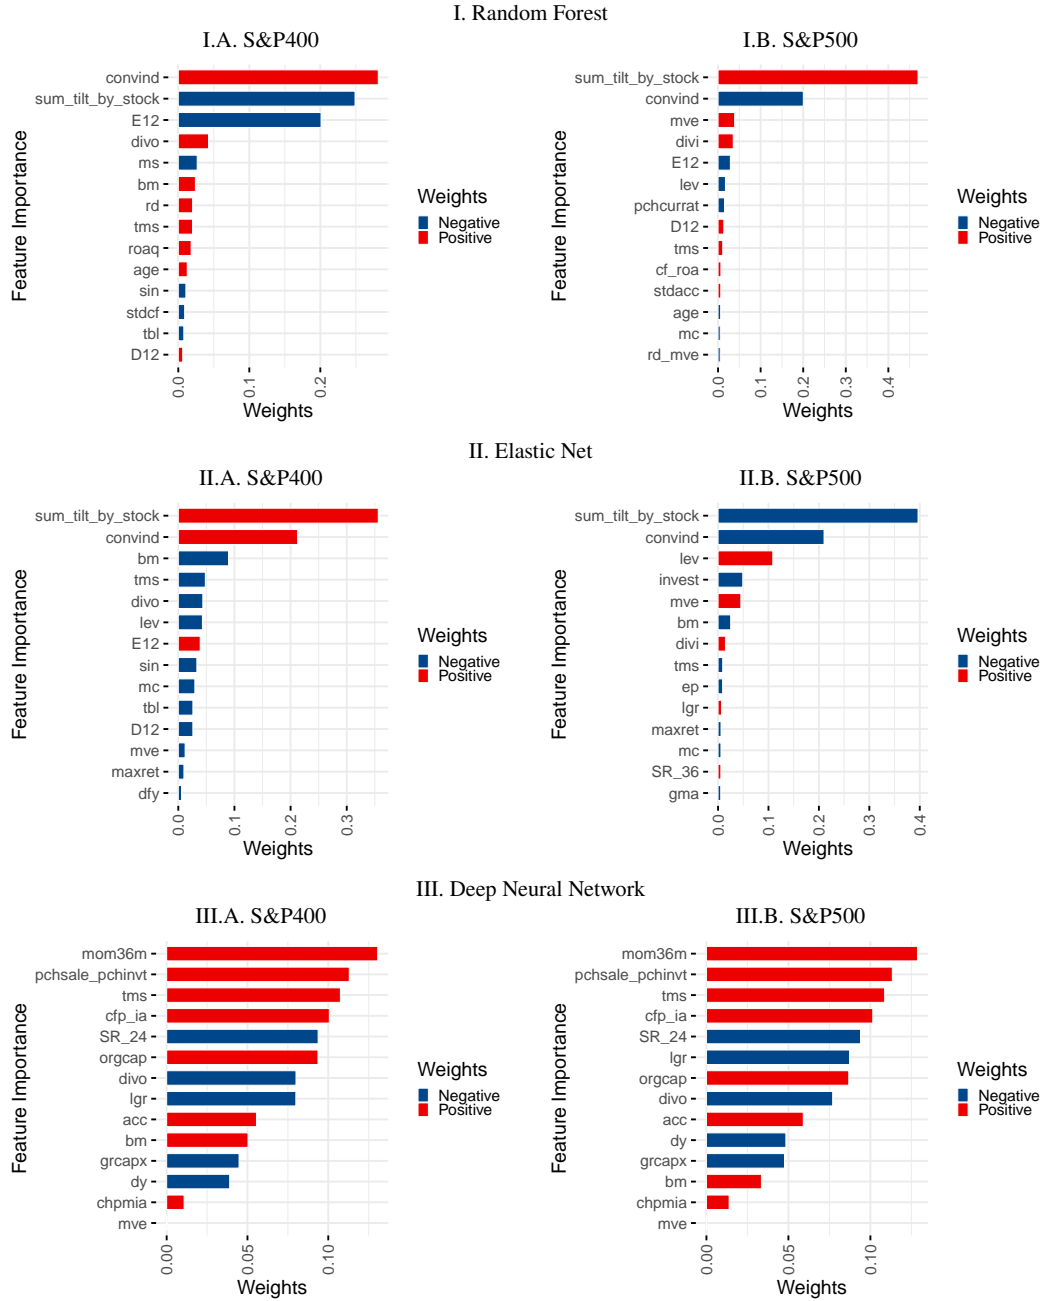 I. Random Forest
I.A. S&P400
Feature Importance
convind
sum_tilt_by_stock
E12
divo
ms
bm
rd
tms
roaq
age
sin
stdcf
tbl
D12
0.0
0.1
0.2
Weights
Weights
Negative
Positive
I.B. S&P500
Feature Importance
sum_tilt_by_stock
convind
mve
divi
E12
lev
pchcurrat
D12
tms
cf_roa
stdacc
age
mc
rd_mve
0.0
0.1
0.2
0.3
0.4
Weights
Weights
Negative
Positive
II. Elastic Net
II.A. S&P400
Feature Importance
sum_tilt_by_stock
convind
bm
tms
divo
lev
E12
sin
mc
tbl
D12
mve
maxret
dfy
0.0
0.1
0.2
0.3
Weights
Weights
Negative
Positive
II.B. S&P500
Feature Importance
sum_tilt_by_stock
convind
lev
invest
mve
bm
divi
tms
ep
lgr
maxret
mc
SR_36
gma
0.0
0.1
0.2
0.3
0.4
Weights
Weights
Negative
Positive
III. Deep Neural Network
III.A. S&P400
Feature Importance
mom36m
pchsale_pchinvt
tms
cfp_ia
SR_24
orgcap
divo
lgr
acc
bm
grcapx
dy
chpmia
mve
0.00
0.05
0.10
Weights
Weights
Negative
Positive
III.B. S&P500
Feature Importance
mom36m
pchsale_pchinvt
tms
cfp_ia
SR_24
lgr
orgcap
divo
acc
dy
grcapx
bm
chpmia
mve
0.00
0.05
0.10
Weights
Weights
Negative
Positive